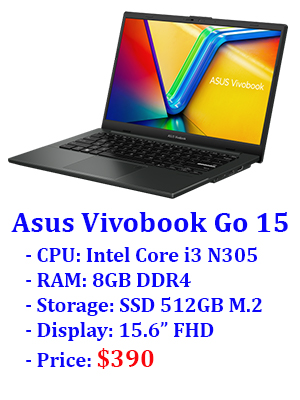 ASUS Vivobook
Asus Vivobook Go 15
- CPU: Intel Core i3 N305
- RAM: 8GB DDR4
- Storage: SSD 512GB M.2
- Display: 15.6” FHD
- Price: $390